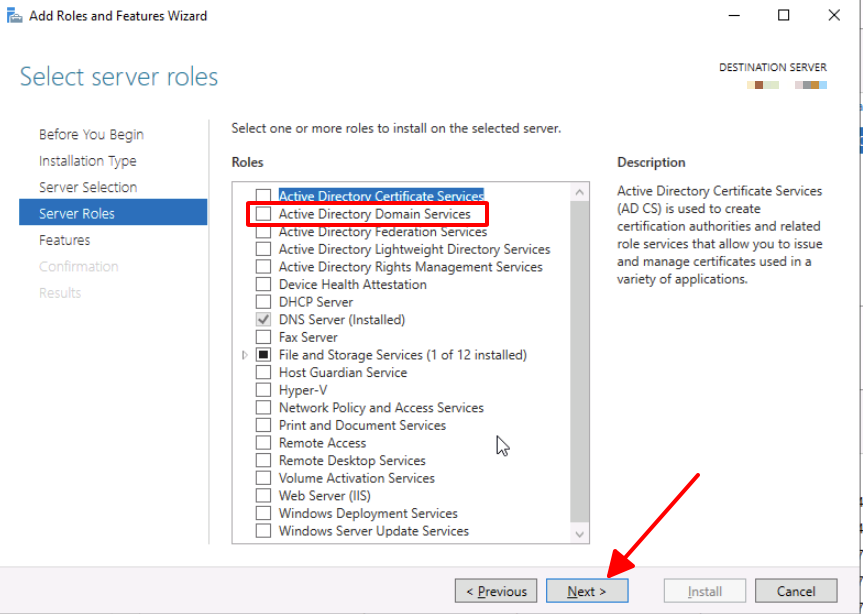 Add Roles and Features Wizard
Select server roles
DESTINATION SERVER
Before You Begin
Installation Type
Server Selection
Server Roles
Features
Confirmation
Results
Select one or more roles to install on the selected server.
Roles
Active Directory Certificate Services
Active Directory Domain Services
Active Directory Federation Services
Active Directory Lightweight Directory Services
Active Directory Rights Management Services
Device Health Attestation
DHCP Server
DNS Server (Installed)
Fax Server
File and Storage Services (1 of 12 installed)
Host Guardian Service
Hyper-V
Network Policy and Access Services
Print and Document Services
Remote Access
Remote Desktop Services
Volume Activation Services
Web Server (IIS)
Windows Deployment Services
Windows Server Update Services
Description
Active Directory Certificate Services
(AD CS) is used to create
certification authorities and related
role services that allow you to issue
and manage certificates used in a
variety of applications.
< Previous
Next >
Install
Cancel